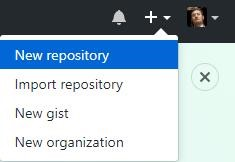 New repository
Import repository
New gist
New organization